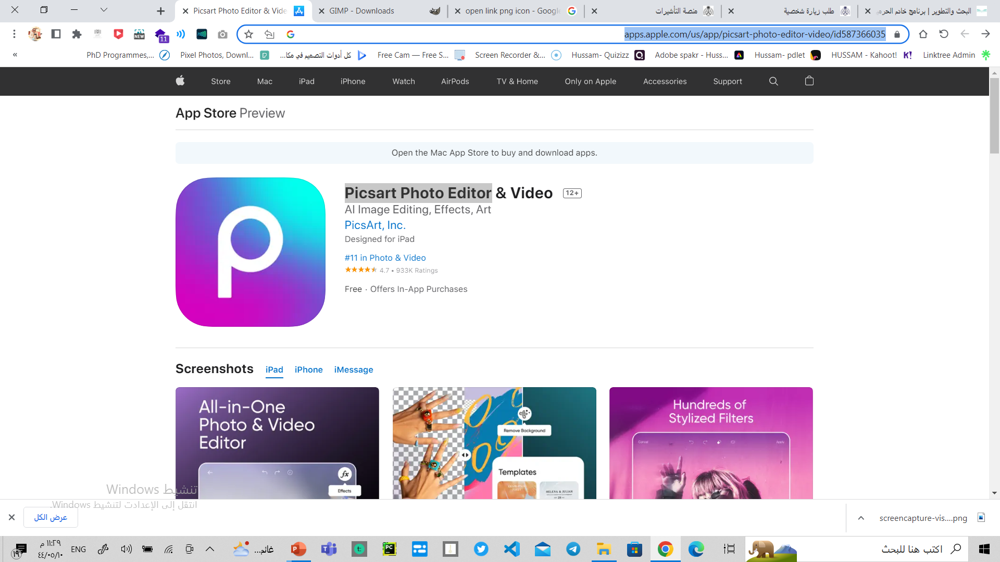 Picsart Photo Editor & Vide
GIMP - Downloads
open link png icon - Google
منصة التأشيرات
طلب زيارة شخصية
البحث والتطوير | برنامج خادم الحرمي
11
NEW
apps.apple.com/us/app/picsart-photo-editor-video/id587366035
«
PhD Programmes,...
Pixel Photos, Downl...
كل أدوات التصميم في مكا...
Free Cam — Free S...
Screen Recorder &...
Hussam- Quizizz
Adobe spakr - Huss...
Hussam- pdlet
HUSSAM - Kahoot!
K!
Linktree Admin
Store
Mac
iPad
iPhone
Watch
AirPods
TV & Home
Only on Apple
Accessories
Support
App Store Preview
Open the Mac App Store to buy and download apps.
Picsart Photo Editor & Video 12+
AI Image Editing, Effects, Art
PicsArt, Inc.
Designed for iPad
#11 in Photo & Video
4.7 • 933K Ratings
Free · Offers In-App Purchases
Screenshots
iPad
iPhone
iMessage
All-in-One
Photo & Video
Editor
fx
Effects
Remove Background
Templates
HELENA & JULIAN
Hundreds of
Stylized Filters
Cancel
Apply
تنشيط Windows
انتقل إلى الإعدادت لتنشيط Windows.
عرض الكل
screencapture-vis....png
١١:٢٩ م
٤٤/٠٥/١٠
١٩
ENG
غائم...
PC
اكتب هنا للبحث